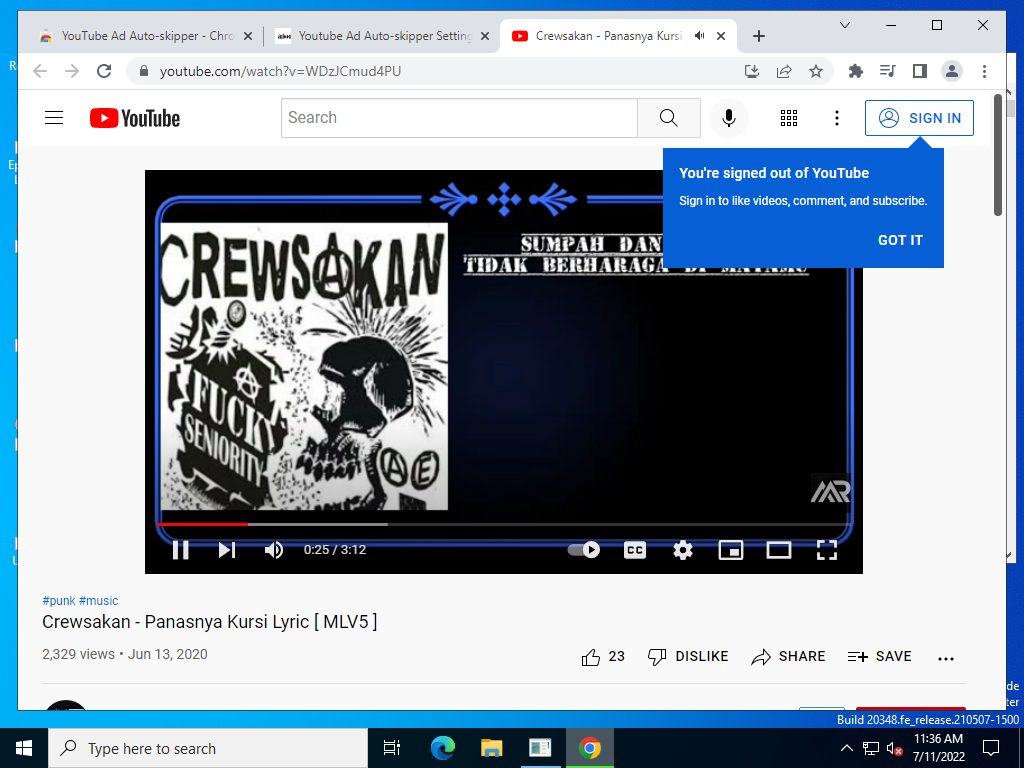 YouTube Ad Auto-skipper - Chro
Youtube Ad Auto-skipper Setting
Crewsakan - Panasnya Kursi
youtube.com/watch?v=WDzJCmud4PU
YouTube
Search
SIGN IN
You're signed out of YouTube
Sign in to like videos, comment, and subscribe.
GOT IT
CREWSAKAN
SUMPAH DAN
TIDAK BERHARAGA DI MATAMU
FUCK
SENIORITY
A E
MR
0:25 / 3:12
CC
#punk #music
Crewsakan - Panasnya Kursi Lyric [ MLV5 ]
2,329 views • Jun 13, 2020
23
DISLIKE
SHARE
SAVE
Build 20348.fe_release.210507-1500
Type here to search
11:36 AM
7/11/2022